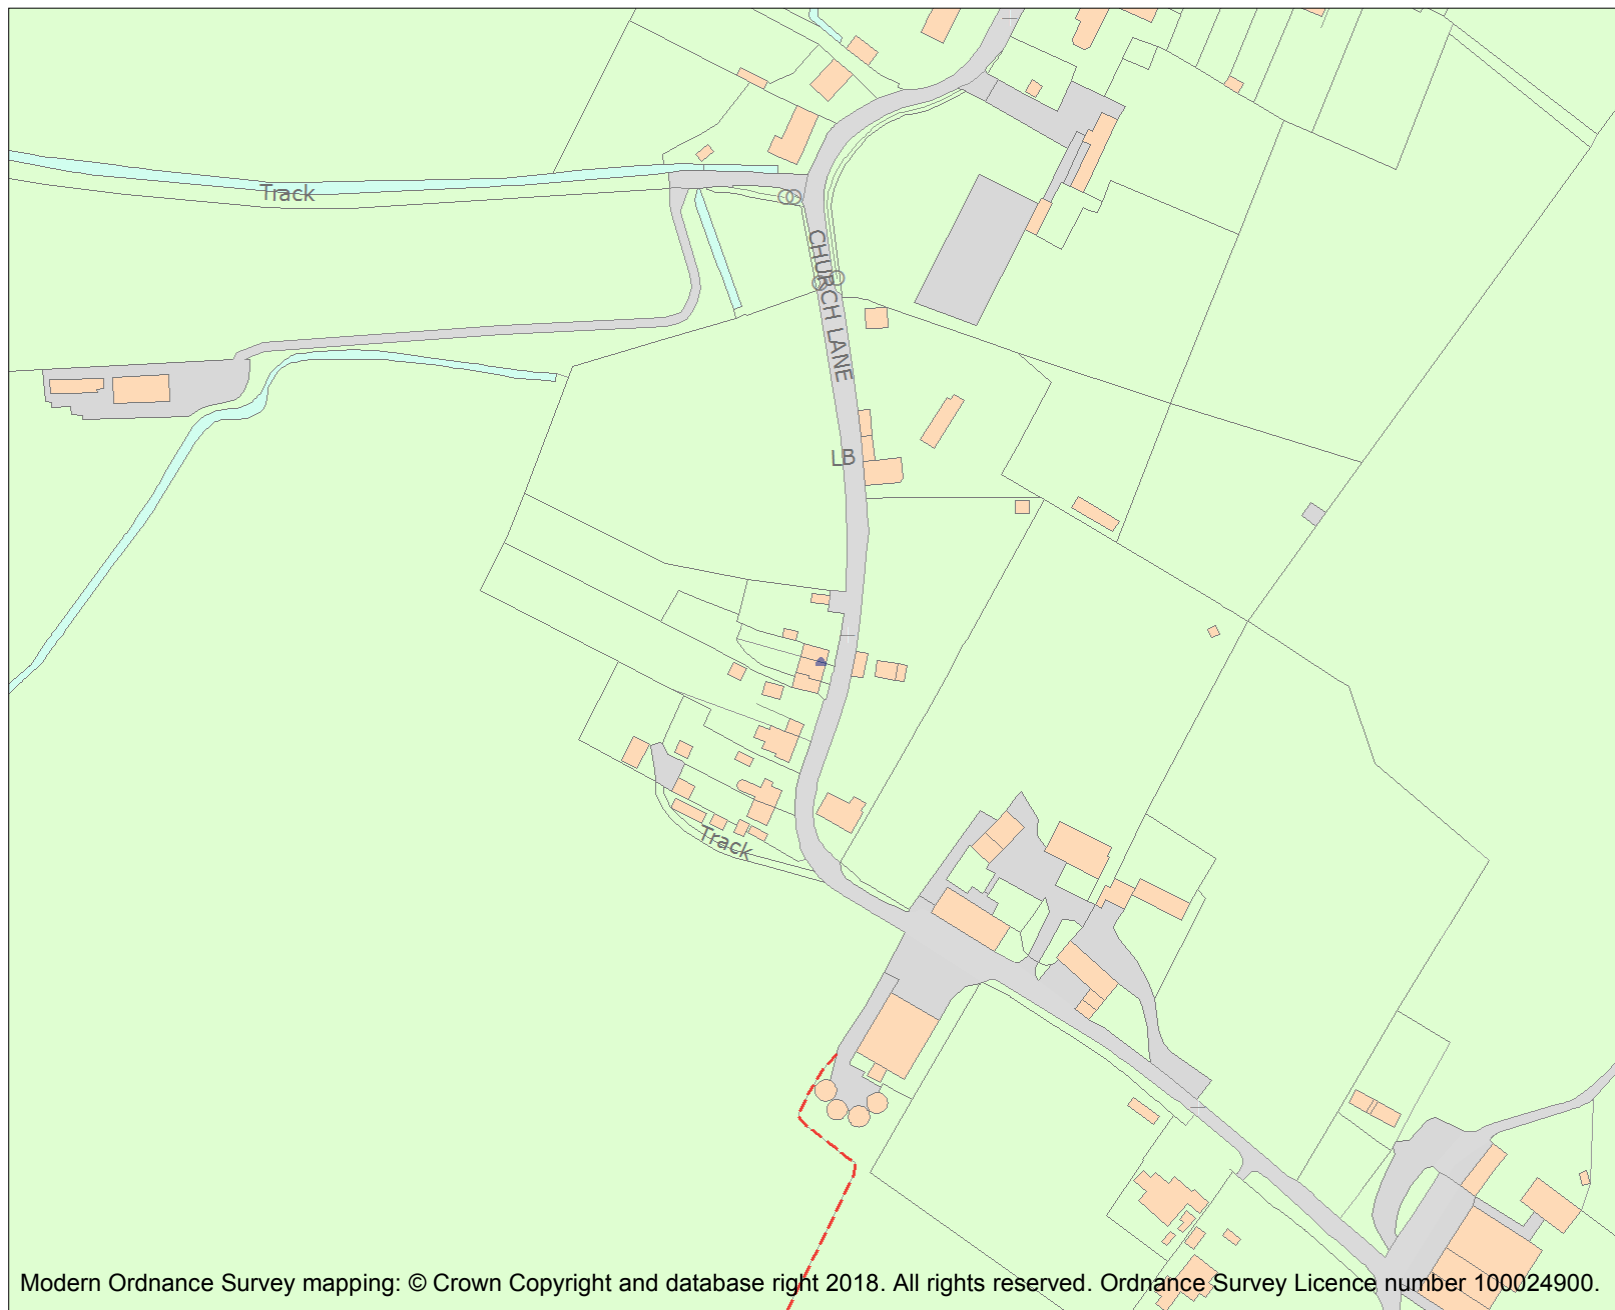 Track
CHURCH LANE
LB
Track
Modern Ordnance Survey mapping: © Crown Copyright and database right 2018. All rights reserved. Ordnance Survey Licence number 100024900.